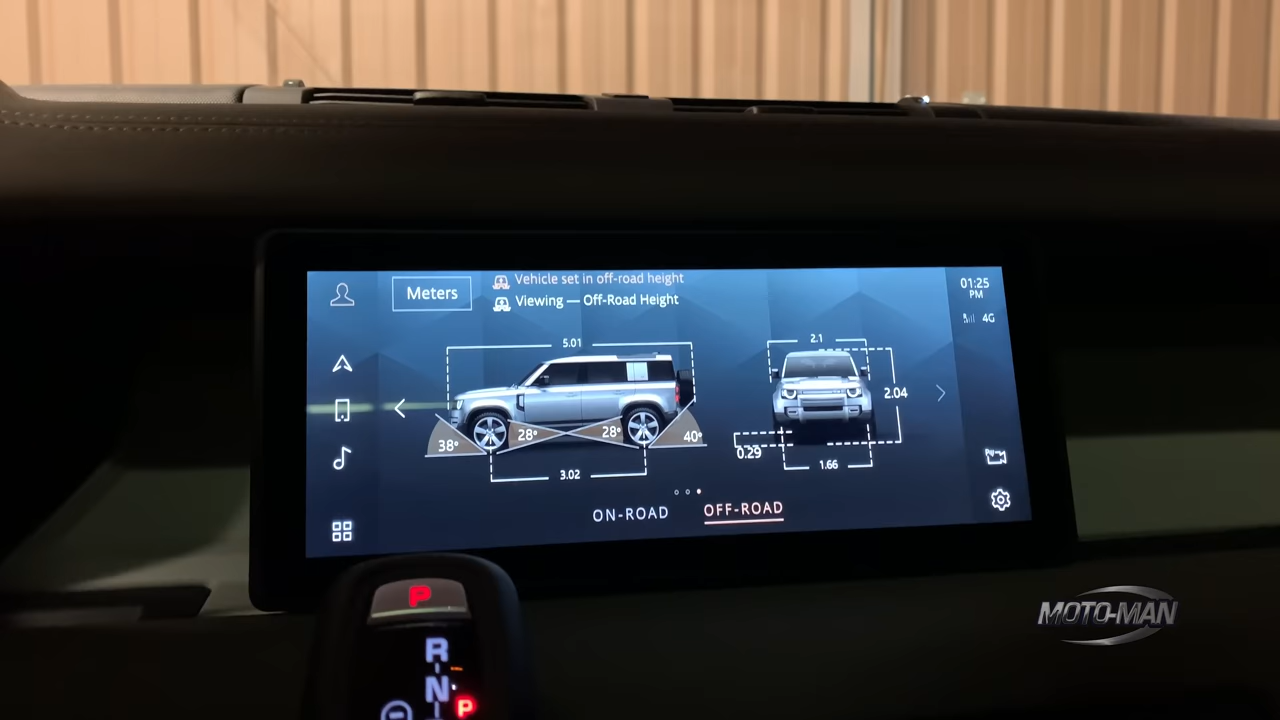 Vehicle set in off-road height
Meters
Viewing — Off-Road Height
01:25
PM
4G
5.01
2.1
2.04
38°
28°
28°
40°
0.29
3.02
1.66
ON-ROAD
OFF-ROAD
P
R
N
P
MOTO-MAN